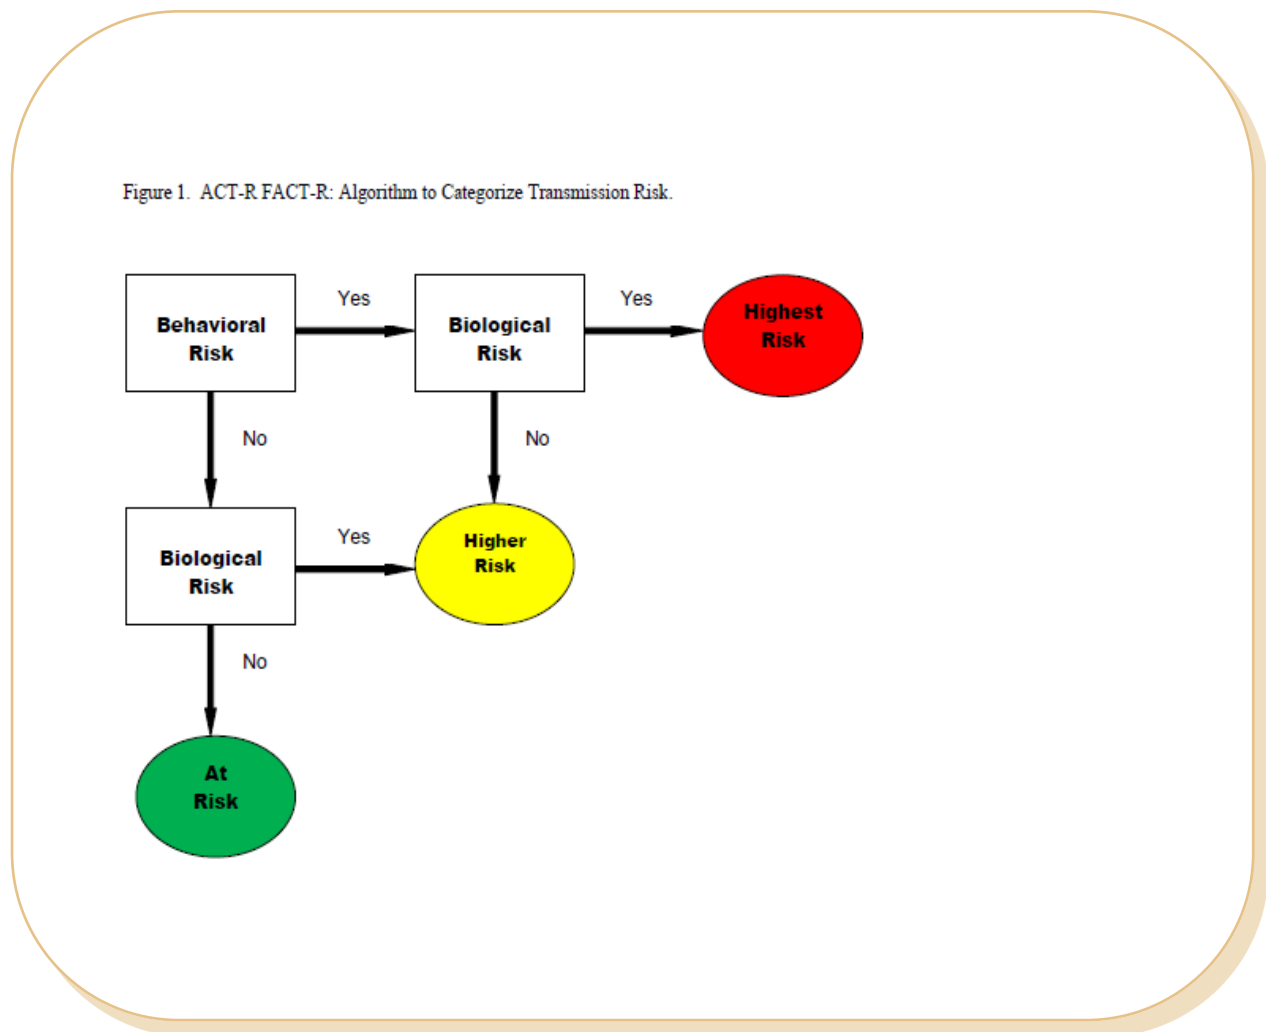 Figure 1. ACT-R FACT-R: Algorithm to Categorize Transmission Risk.
Behavioral
Risk
Yes
Biological
Risk
Yes
Highest
Risk
No
No
Biological
Risk
Yes
Higher
Risk
No
At
Risk